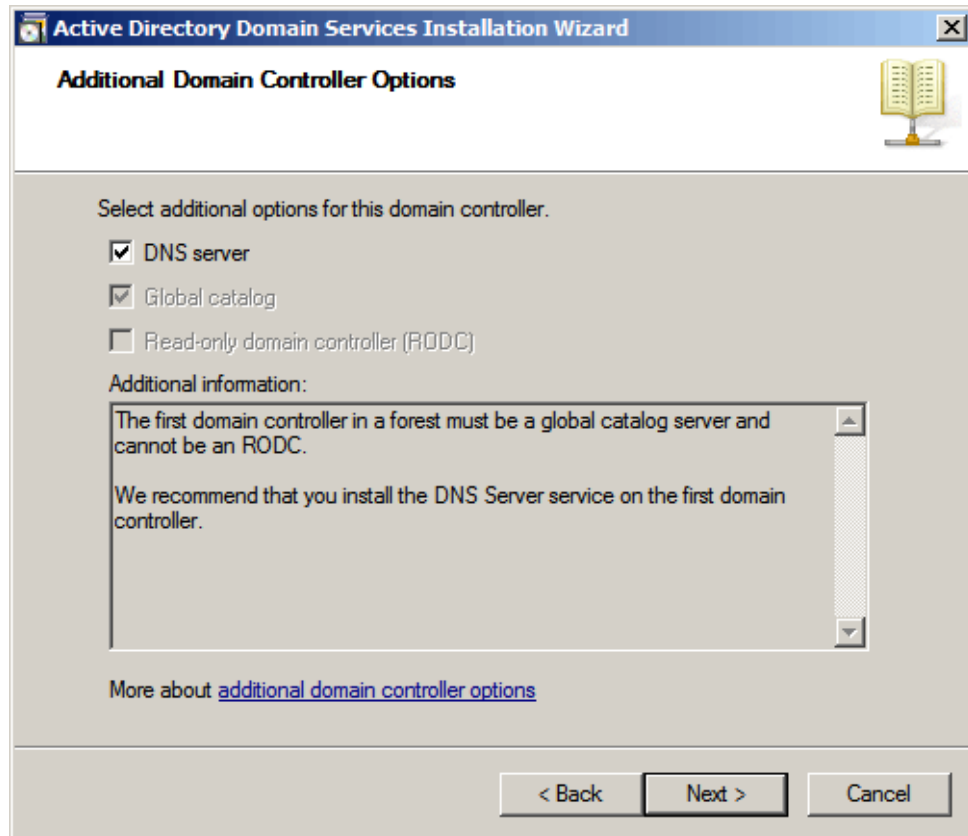 Active Directory Domain Services Installation Wizard
Additional Domain Controller Options
Select additional options for this domain controller.
DNS server
Global catalog
Read-only domain controller (RODC)
Additional information:
The first domain controller in a forest must be a global catalog server and
cannot be an RODC.
We recommend that you install the DNS Server service on the first domain
controller.
More about additional domain controller options
< Back
Next >
Cancel